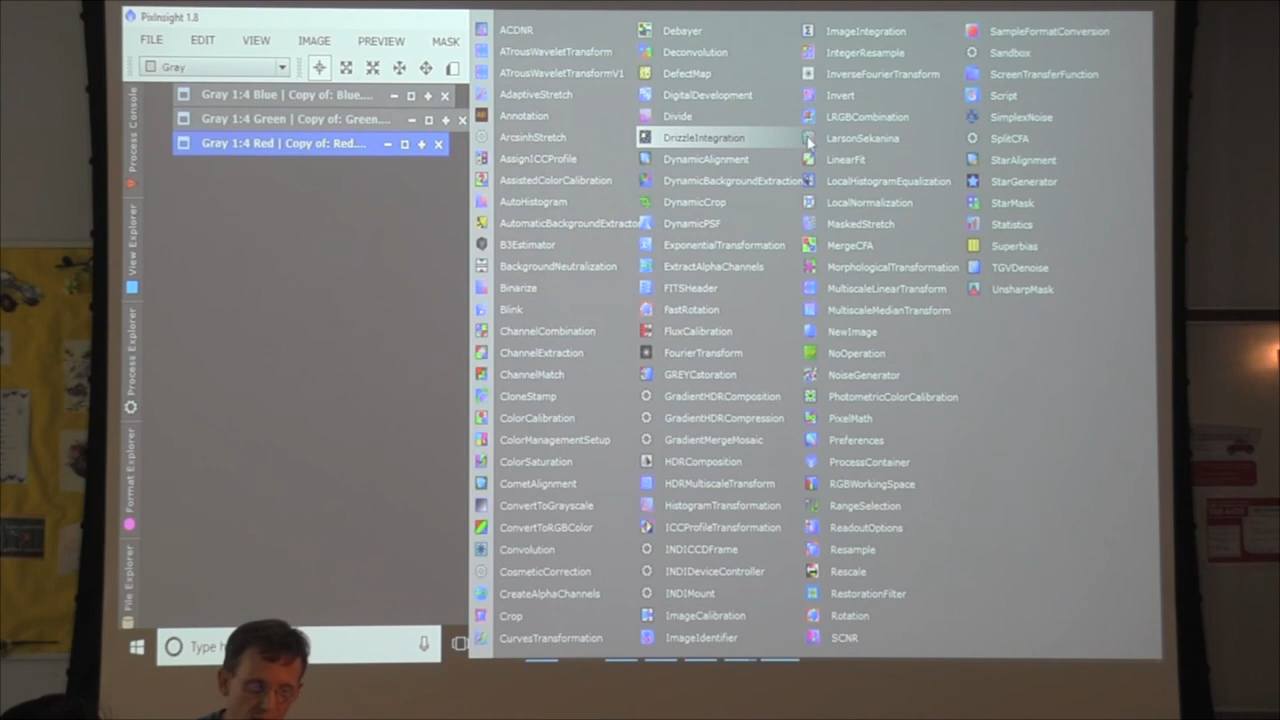 PixInsight 1.8
FILE EDIT VIEW IMAGE PREVIEW MASK
Gray
Gray 1:4 Blue | Copy of: Blue....
Gray 1:4 Green | Copy of: Green....
Gray 1:4 Red | Copy of: Red....
Process Console
View Explorer
Process Explorer
Format Explorer
File Explorer
Type h
ACDNR
ATrousWaveletTransform
ATrousWaveletTransformV1
AdaptiveStretch
Annotation
ArcsinhStretch
AssignICCProfile
AssistedColorCalibration
AutoHistogram
AutomaticBackgroundExtractor
B3Estimator
BackgroundNeutralization
Binarize
Blink
ChannelCombination
ChannelExtraction
ChannelMatch
CloneStamp
ColorCalibration
ColorManagementSetup
ColorSaturation
CometAlignment
ConvertToGrayscale
ConvertToRGBColor
Convolution
CosmeticCorrection
CreateAlphaChannels
Crop
CurvesTransformation
Debayer
Deconvolution
DefectMap
DigitalDevelopment
Divide
DrizzleIntegration
DynamicAlignment
DynamicBackgroundExtraction
DynamicCrop
DynamicPSF
ExponentialTransformation
ExtractAlphaChannels
FITSHeader
FastRotation
FluxCalibration
FourierTransform
GREYCstoration
GradientHDRComposition
GradientHDRCompression
GradientMergeMosaic
HDRComposition
HDRMultiscaleTransform
HistogramTransformation
ICCProfileTransformation
INDICCDFrame
INDIDeviceController
INDIMount
ImageCalibration
ImageIdentifier
ImageIntegration
IntegerResample
InverseFourierTransform
Invert
LRGBCombination
LarsonSekanina
LinearFit
LocalHistogramEqualization
LocalNormalization
MaskedStretch
MergeCFA
MorphologicalTransformation
MultiscaleLinearTransform
MultiscaleMedianTransform
NewImage
NoOperation
NoiseGenerator
PhotometricColorCalibration
PixelMath
Preferences
ProcessContainer
RGBWorkingSpace
RangeSelection
ReadoutOptions
Resample
Rescale
RestorationFilter
Rotation
SCNR
SampleFormatConversion
Sandbox
ScreenTransferFunction
Script
SimplexNoise
SplitCFA
StarAlignment
StarGenerator
StarMask
Statistics
Superbias
TGVDenoise
UnsharpMask